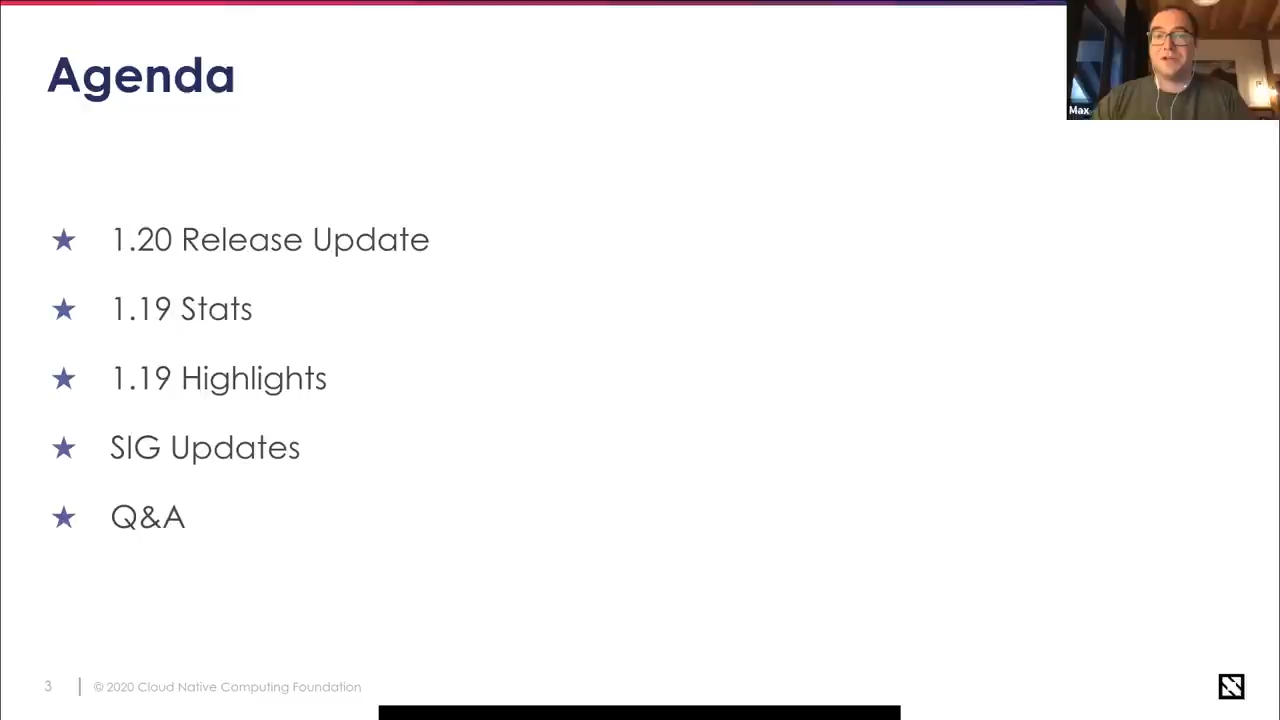 Agenda
Max
★ 1.20 Release Update
★ 1.19 Stats
★ 1.19 Highlights
★ SIG Updates
★ Q&A
3 | © 2020 Cloud Native Computing Foundation